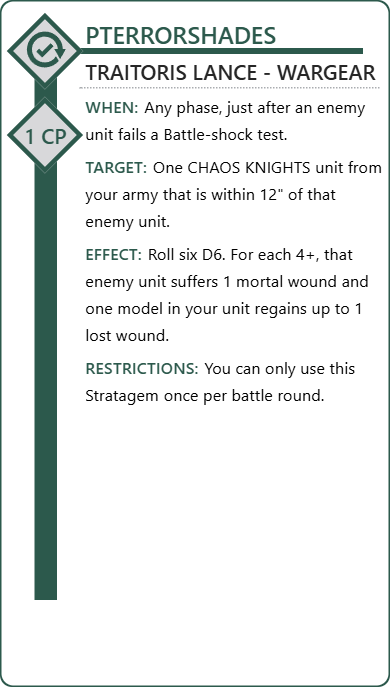 PTERRORSHADES
TRAITORIS LANCE - WARGEAR
WHEN: Any phase, just after an enemy
unit fails a Battle-shock test.
1 CP
TARGET: One CHAOS KNIGHTS unit from
your army that is within 12" of that
enemy unit.
EFFECT: Roll six D6. For each 4+, that
enemy unit suffers 1 mortal wound and
one model in your unit regains up to 1
lost wound.
RESTRICTIONS: You can only use this
Stratagem once per battle round.